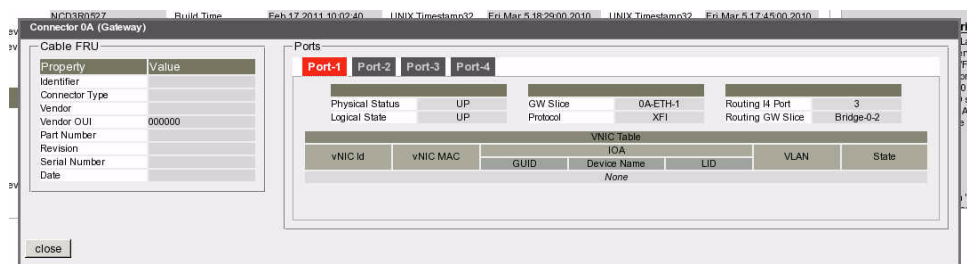 NCD3R0527 Build Time Feb 17 2011 10:02:40 UNIX Timestamp32 Fri Mar 5 18:29:00 2010 UNIX Timestamp32 Fri Mar 5 17:45:00 2010
Connector 0A (Gateway)
Cable FRU
Property Value
Identifier
Connector Type
Vendor
Vendor OUI 000000
Part Number
Revision
Serial Number
Date
Ports
Port-1 Port-2 Port-3 Port-4
Physical Status UP GW Slice 0A-ETH-1 Routing I4 Port 3
Logical State UP Protocol XFI Routing GW Slice Bridge-0-2
VNIC Table
vNIC Id vNIC MAC IOA VLAN State
GUID Device Name LID
None
close